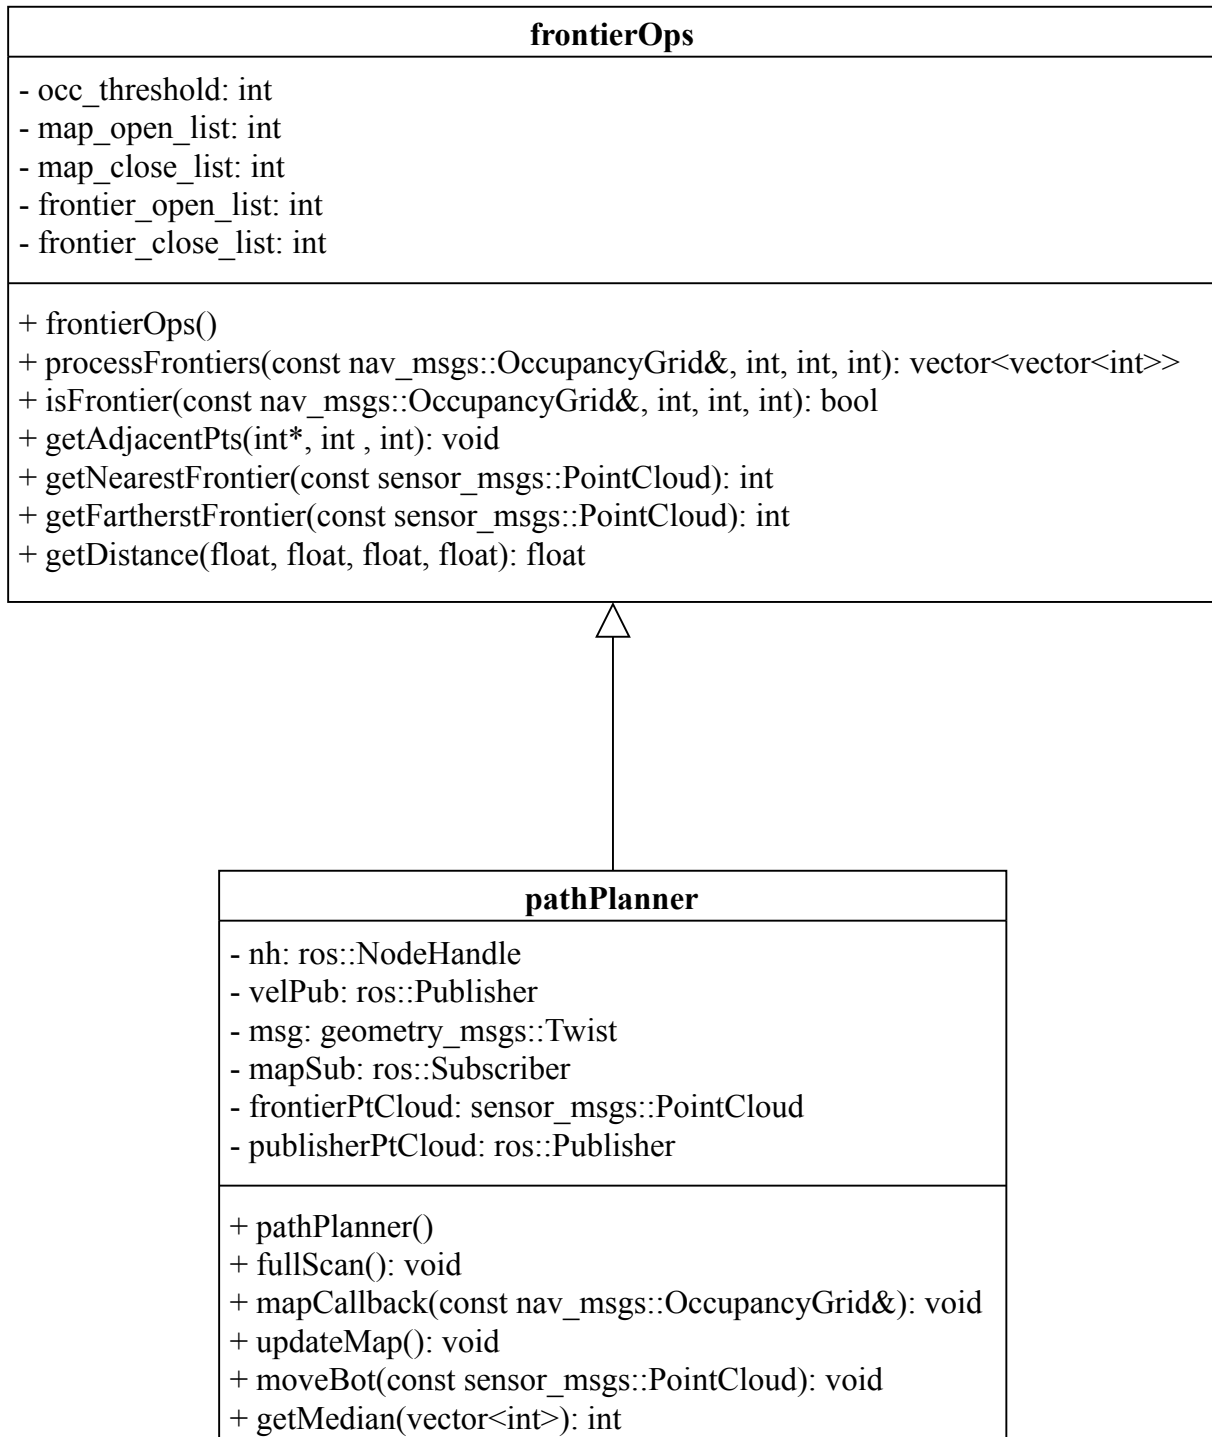 frontierOps
- occ_threshold: int
- map_open_list: int
- map_close_list: int
- frontier_open_list: int
- frontier_close_list: int
+ frontierOps()
+ processFrontiers(const nav_msgs::OccupancyGrid&, int, int, int): vector<vector<int>>
+ isFrontier(const nav_msgs::OccupancyGrid&, int, int, int): bool
+ getAdjacentPts(int*, int , int): void
+ getNearestFrontier(const sensor_msgs::PointCloud): int
+ getFartherstFrontier(const sensor_msgs::PointCloud): int
+ getDistance(float, float, float, float): float
pathPlanner
- nh: ros::NodeHandle
- velPub: ros::Publisher
- msg: geometry_msgs::Twist
- mapSub: ros::Subscriber
- frontierPtCloud: sensor_msgs::PointCloud
- publisherPtCloud: ros::Publisher
+ pathPlanner()
+ fullScan(): void
+ mapCallback(const nav_msgs::OccupancyGrid&): void
+ updateMap(): void
+ moveBot(const sensor_msgs::PointCloud): void
+ getMedian(vector<int>): int